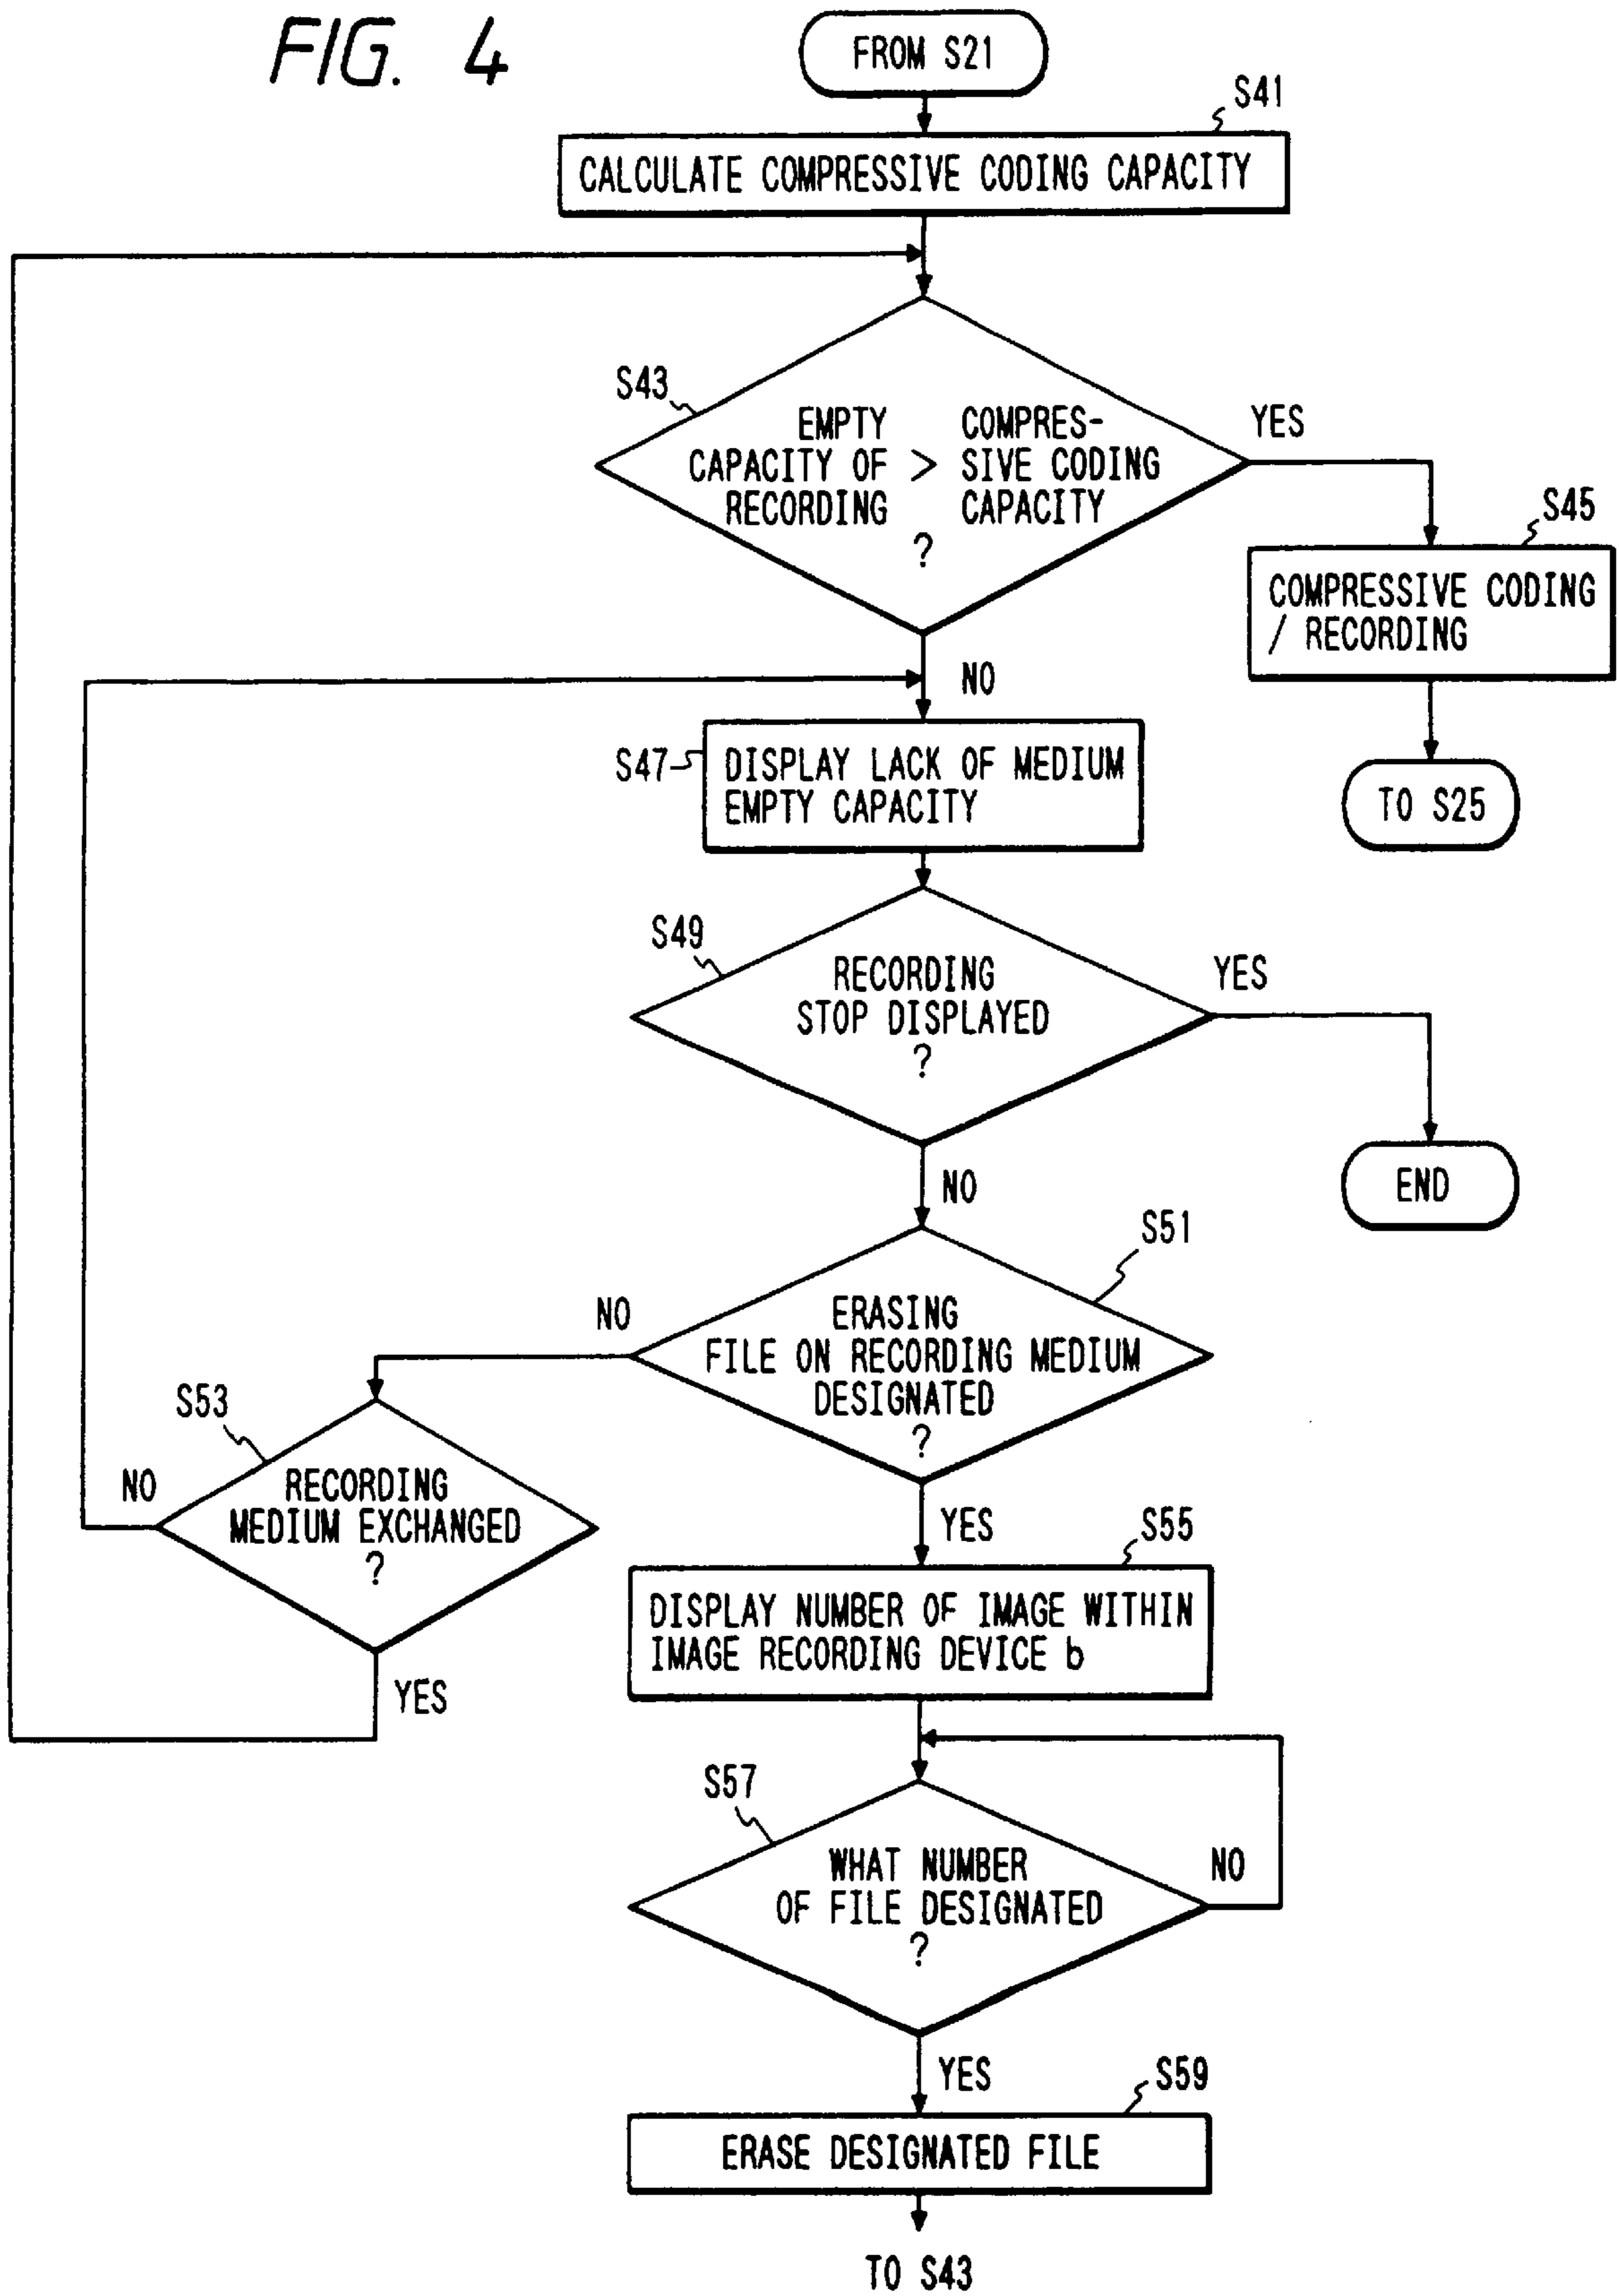 FIG. 4
FROM S21
S41
CALCULATE COMPRESSIVE CODING CAPACITY
S43
EMPTY CAPACITY OF RECORDING > COMPRES-
SIVE CODING
CAPACITY
?
YES
S45
COMPRESSIVE CODING
/ RECORDING
NO
TO S25
S47
DISPLAY LACK OF MEDIUM
EMPTY CAPACITY
S49
RECORDING
STOP DISPLAYED
?
YES
END
NO
S51
ERASING
FILE ON RECORDING MEDIUM
DESIGNATED
?
NO
S53
RECORDING
MEDIUM EXCHANGED
?
NO
YES
YES
S55
DISPLAY NUMBER OF IMAGE WITHIN
IMAGE RECORDING DEVICE b
S57
WHAT NUMBER
OF FILE DESIGNATED
?
NO
YES
S59
ERASE DESIGNATED FILE
TO S43